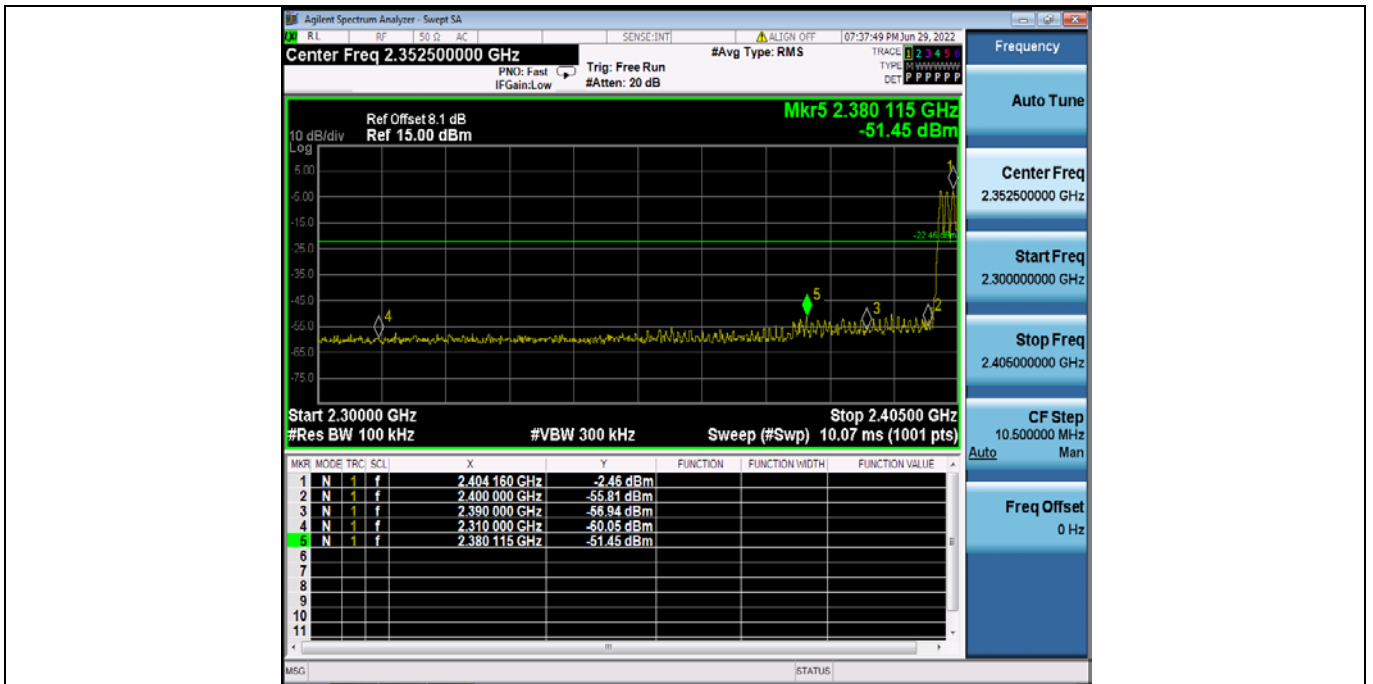 Agilent Spectrum Analyzer - Swept SA
RL RF 50 Ω AC SENSE:INT ALIGN OFF 07:37:49 PM Jun 29, 2022
Center Freq 2.352500000 GHz
PNO: Fast
IFGain:Low
Trig: Free Run
#Atten: 20 dB
#Avg Type: RMS
TRACE 1 2 3 4 5 6
TYPE M WWWWW
DET P P P P P P
Mkr5 2.380 115 GHz
-51.45 dBm
Ref Offset 8.1 dB
10 dB/div Ref 15.00 dBm
Log
5.00
-5.00
-15.0
-25.0
-35.0
-45.0
-55.0
-65.0
-75.0
1
-22.46 dBm
5
4
3
2
Start 2.30000 GHz Stop 2.40500 GHz
#Res BW 100 kHz #VBW 300 kHz Sweep (#Swp) 10.07 ms (1001 pts)
MKR MODE TRC SCL X Y FUNCTION FUNCTION WIDTH FUNCTION VALUE
1 N 1 f 2.404 160 GHz -2.46 dBm
2 N 1 f 2.400 000 GHz -55.81 dBm
3 N 1 f 2.390 000 GHz -56.94 dBm
4 N 1 f 2.310 000 GHz -60.05 dBm
5 N 1 f 2.380 115 GHz -51.45 dBm
6
7
8
9
10
11
MSG STATUS
Frequency
Auto Tune
Center Freq
2.352500000 GHz
Start Freq
2.300000000 GHz
Stop Freq
2.405000000 GHz
CF Step
10.500000 MHz
Auto Man
Freq Offset
0 Hz